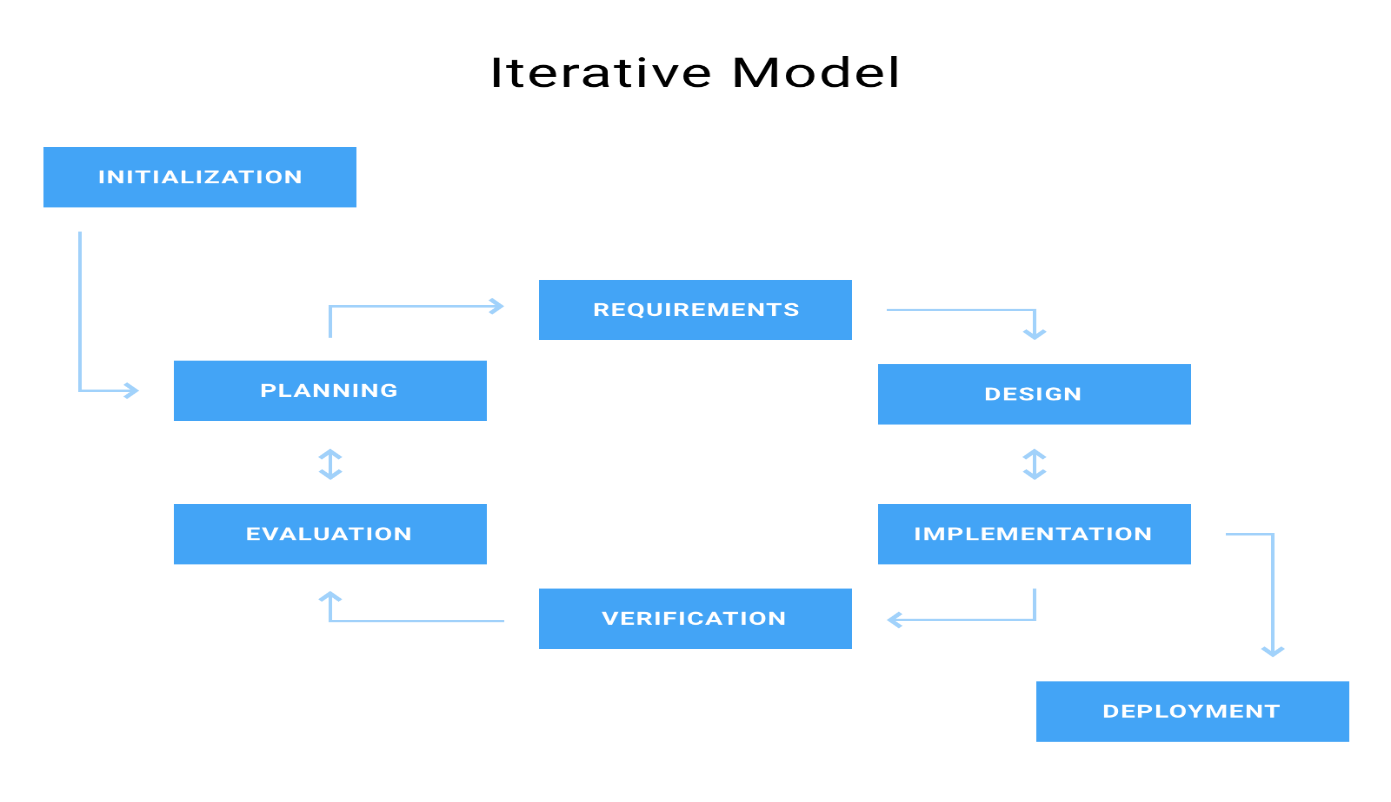 Iterative Model
INITIALIZATION
REQUIREMENTS
PLANNING
DESIGN
EVALUATION
IMPLEMENTATION
VERIFICATION
DEPLOYMENT